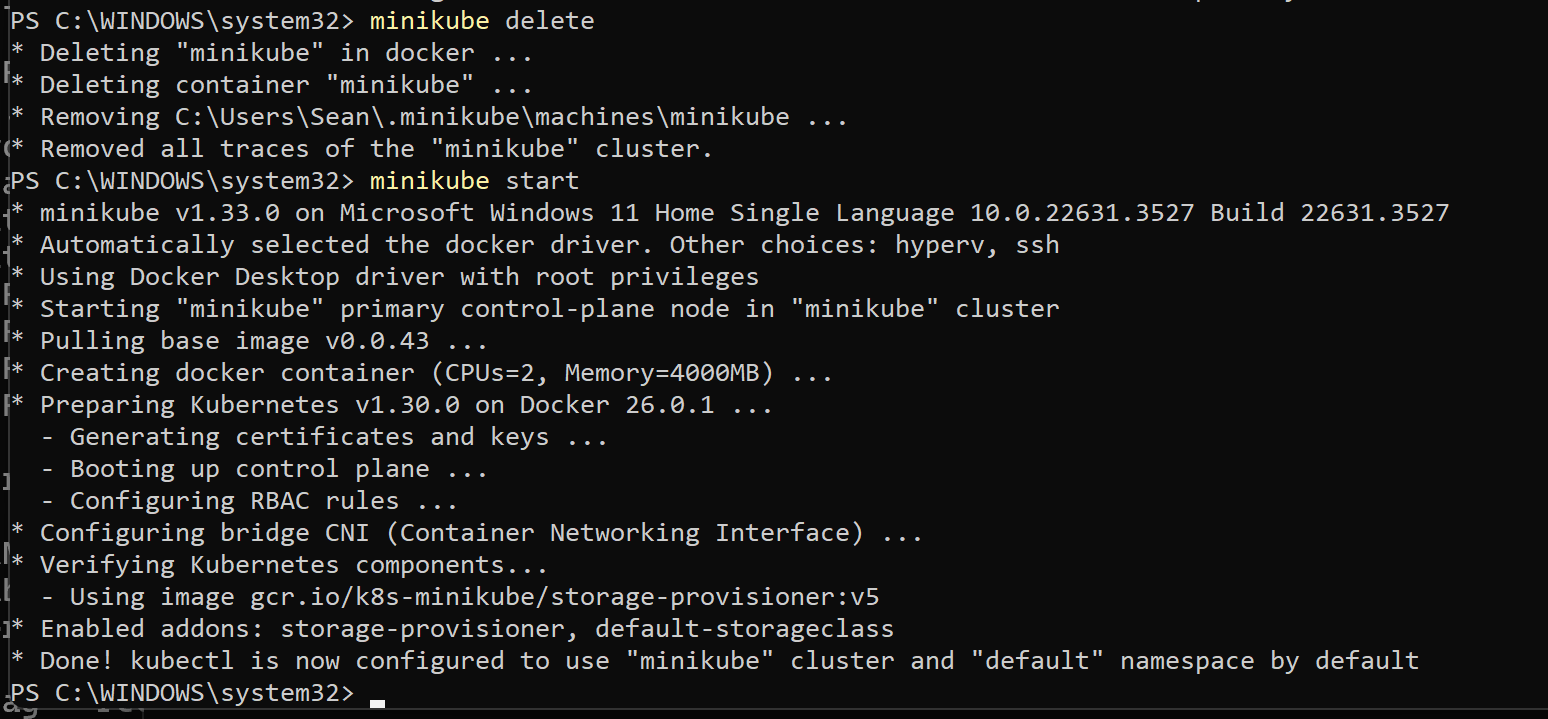 PS C:\WINDOWS\system32> minikube delete
* Deleting "minikube" in docker ...
* Deleting container "minikube" ...
* Removing C:\Users\Sean\.minikube\machines\minikube ...
* Removed all traces of the "minikube" cluster.
PS C:\WINDOWS\system32> minikube start
* minikube v1.33.0 on Microsoft Windows 11 Home Single Language 10.0.22631.3527 Build 22631.3527
* Automatically selected the docker driver. Other choices: hyperv, ssh
* Using Docker Desktop driver with root privileges
* Starting "minikube" primary control-plane node in "minikube" cluster
* Pulling base image v0.0.43 ...
* Creating docker container (CPUs=2, Memory=4000MB) ...
* Preparing Kubernetes v1.30.0 on Docker 26.0.1 ...
  - Generating certificates and keys ...
  - Booting up control plane ...
  - Configuring RBAC rules ...
* Configuring bridge CNI (Container Networking Interface) ...
* Verifying Kubernetes components...
  - Using image gcr.io/k8s-minikube/storage-provisioner:v5
* Enabled addons: storage-provisioner, default-storageclass
* Done! kubectl is now configured to use "minikube" cluster and "default" namespace by default
PS C:\WINDOWS\system32>